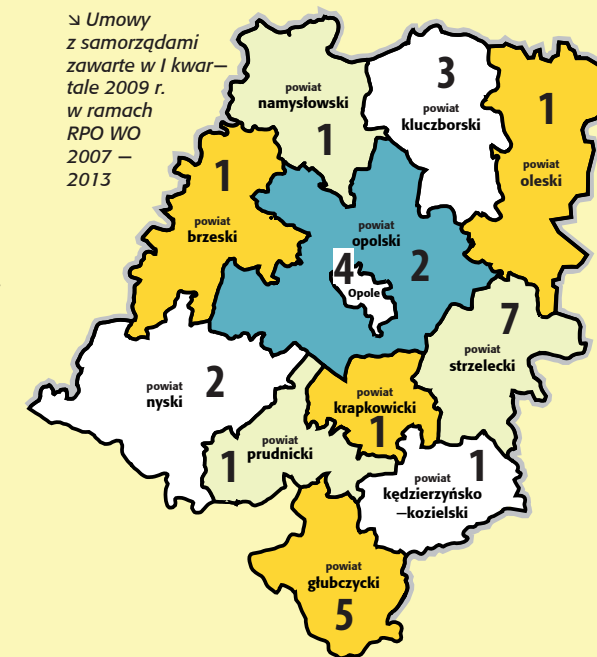 ↘ Umowy
z samorządami
zawarte w I kwar–
tale 2009 r.
w ramach
RPO WO
2007 –
2013
powiat
namysłowski
1
3
powiat
kluczborski
1
powiat
oleski
1
powiat
brzeski
powiat
opolski
2
4
Opole
7
powiat
strzelecki
powiat
nyski
2
powiat
krapkowicki
1
powiat
prudnicki
1
1
powiat
kędzierzyńsko
–kozielski
powiat
głubczycki
5